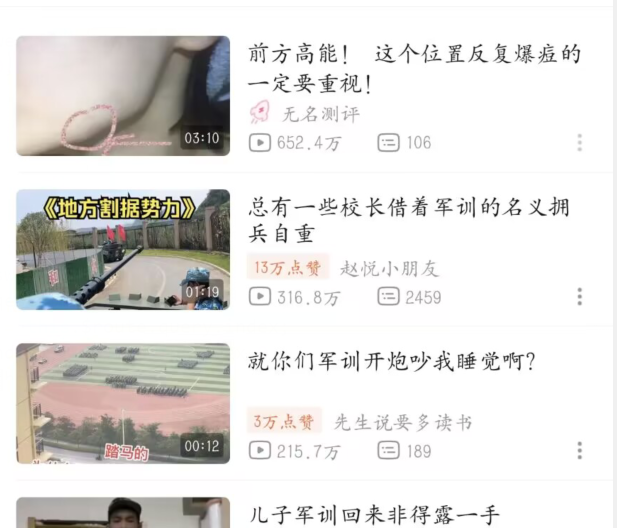 前方高能！ 这个位置反复爆痘的
一定要重视！
无名测评
03:10
652.4万 106
《地方割据势力》
总有一些校长借着军训的名义拥
兵自重
13万点赞 赵悦小朋友
01:19
316.8万 2459
就你们军训开炮吵我睡觉啊？
3万点赞 先生说要多读书
踏马的
00:12
215.7万 189
儿子军训回来非得露一手